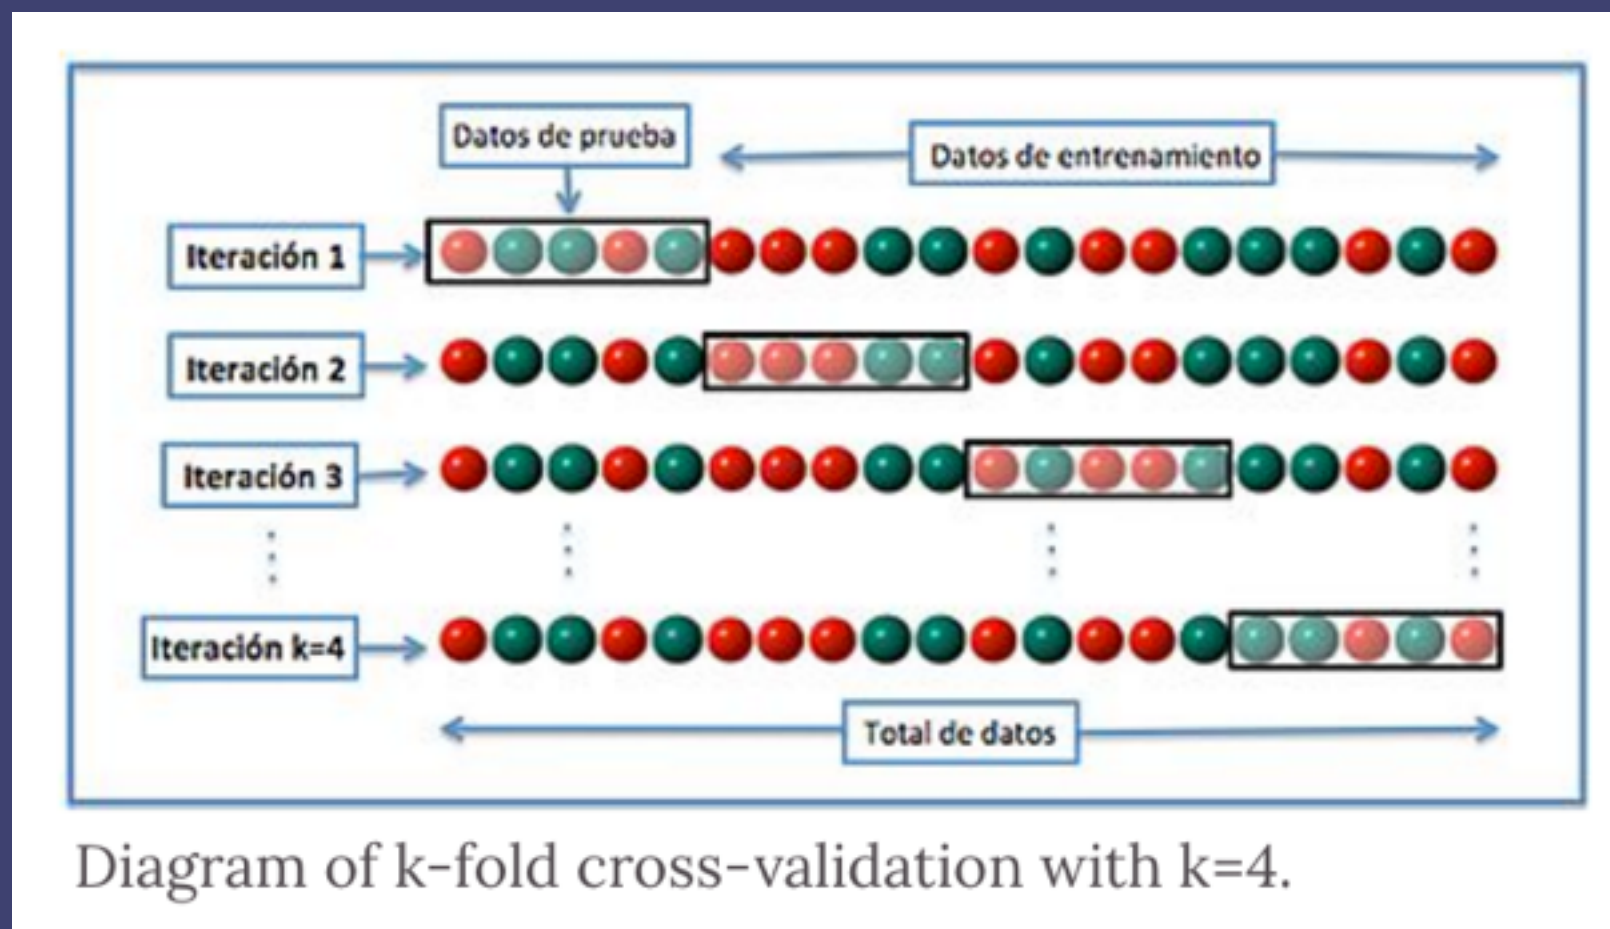 Datos de prueba
Datos de entrenamiento
Iteración 1
Iteración 2
Iteración 3
Iteración k=4
Total de datos
Diagram of k-fold cross-validation with k=4.